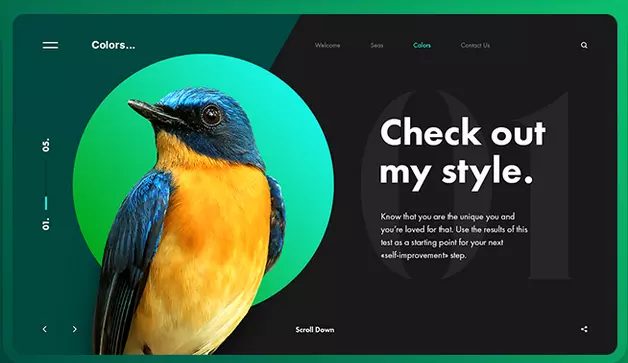 Colors...
Welcome
Seas
Colors
Contact Us
05.
01.
01
Check out
my style.
Know that you are the unique you and
you're loved for that. Use the results of this
test as a starting point for your next
«self-improvement» step.
Scroll Down